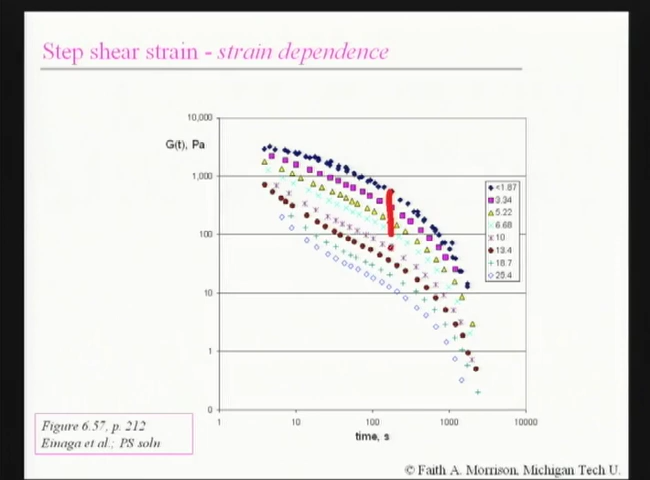 Step shear strain - strain dependence
10,000
G(t), Pa
1,000
100
10
1
0
1 10 100 1000 10000
time, s
<1.87
3.34
5.22
6.68
10
13.4
18.7
25.4
Figure 6.57, p. 212
Einaga et al.; PS soln
© Faith A. Morrison, Michigan Tech U.